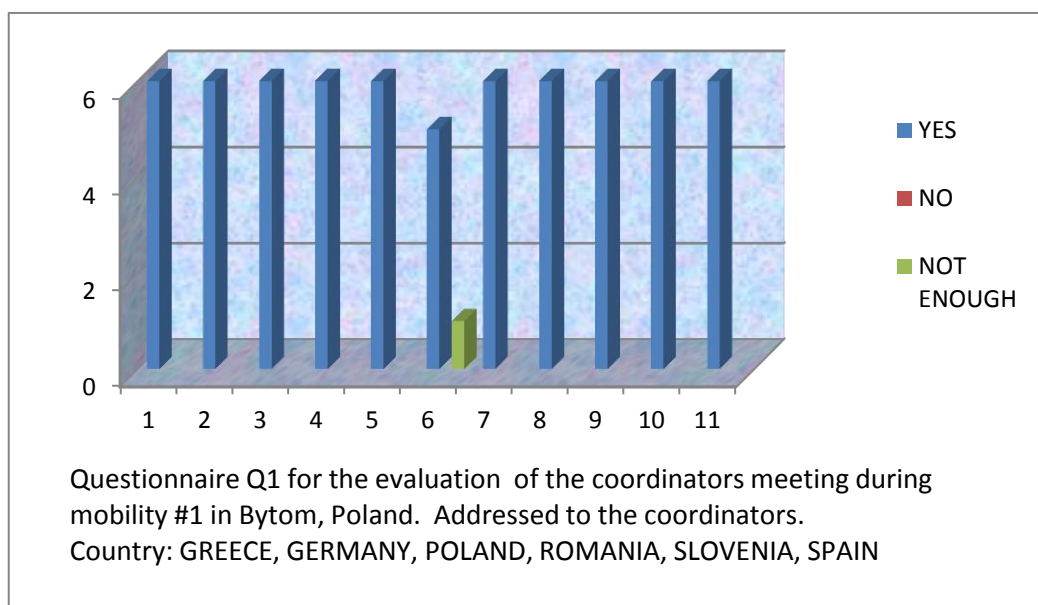 6
4
2
0
1 2 3 4 5 6 7 8 9 10 11
YES
NO
NOT
ENOUGH
Questionnaire Q1 for the evaluation  of the coordinators meeting during
mobility #1 in Bytom, Poland.  Addressed to the coordinators.
Country: GREECE, GERMANY, POLAND, ROMANIA, SLOVENIA, SPAIN